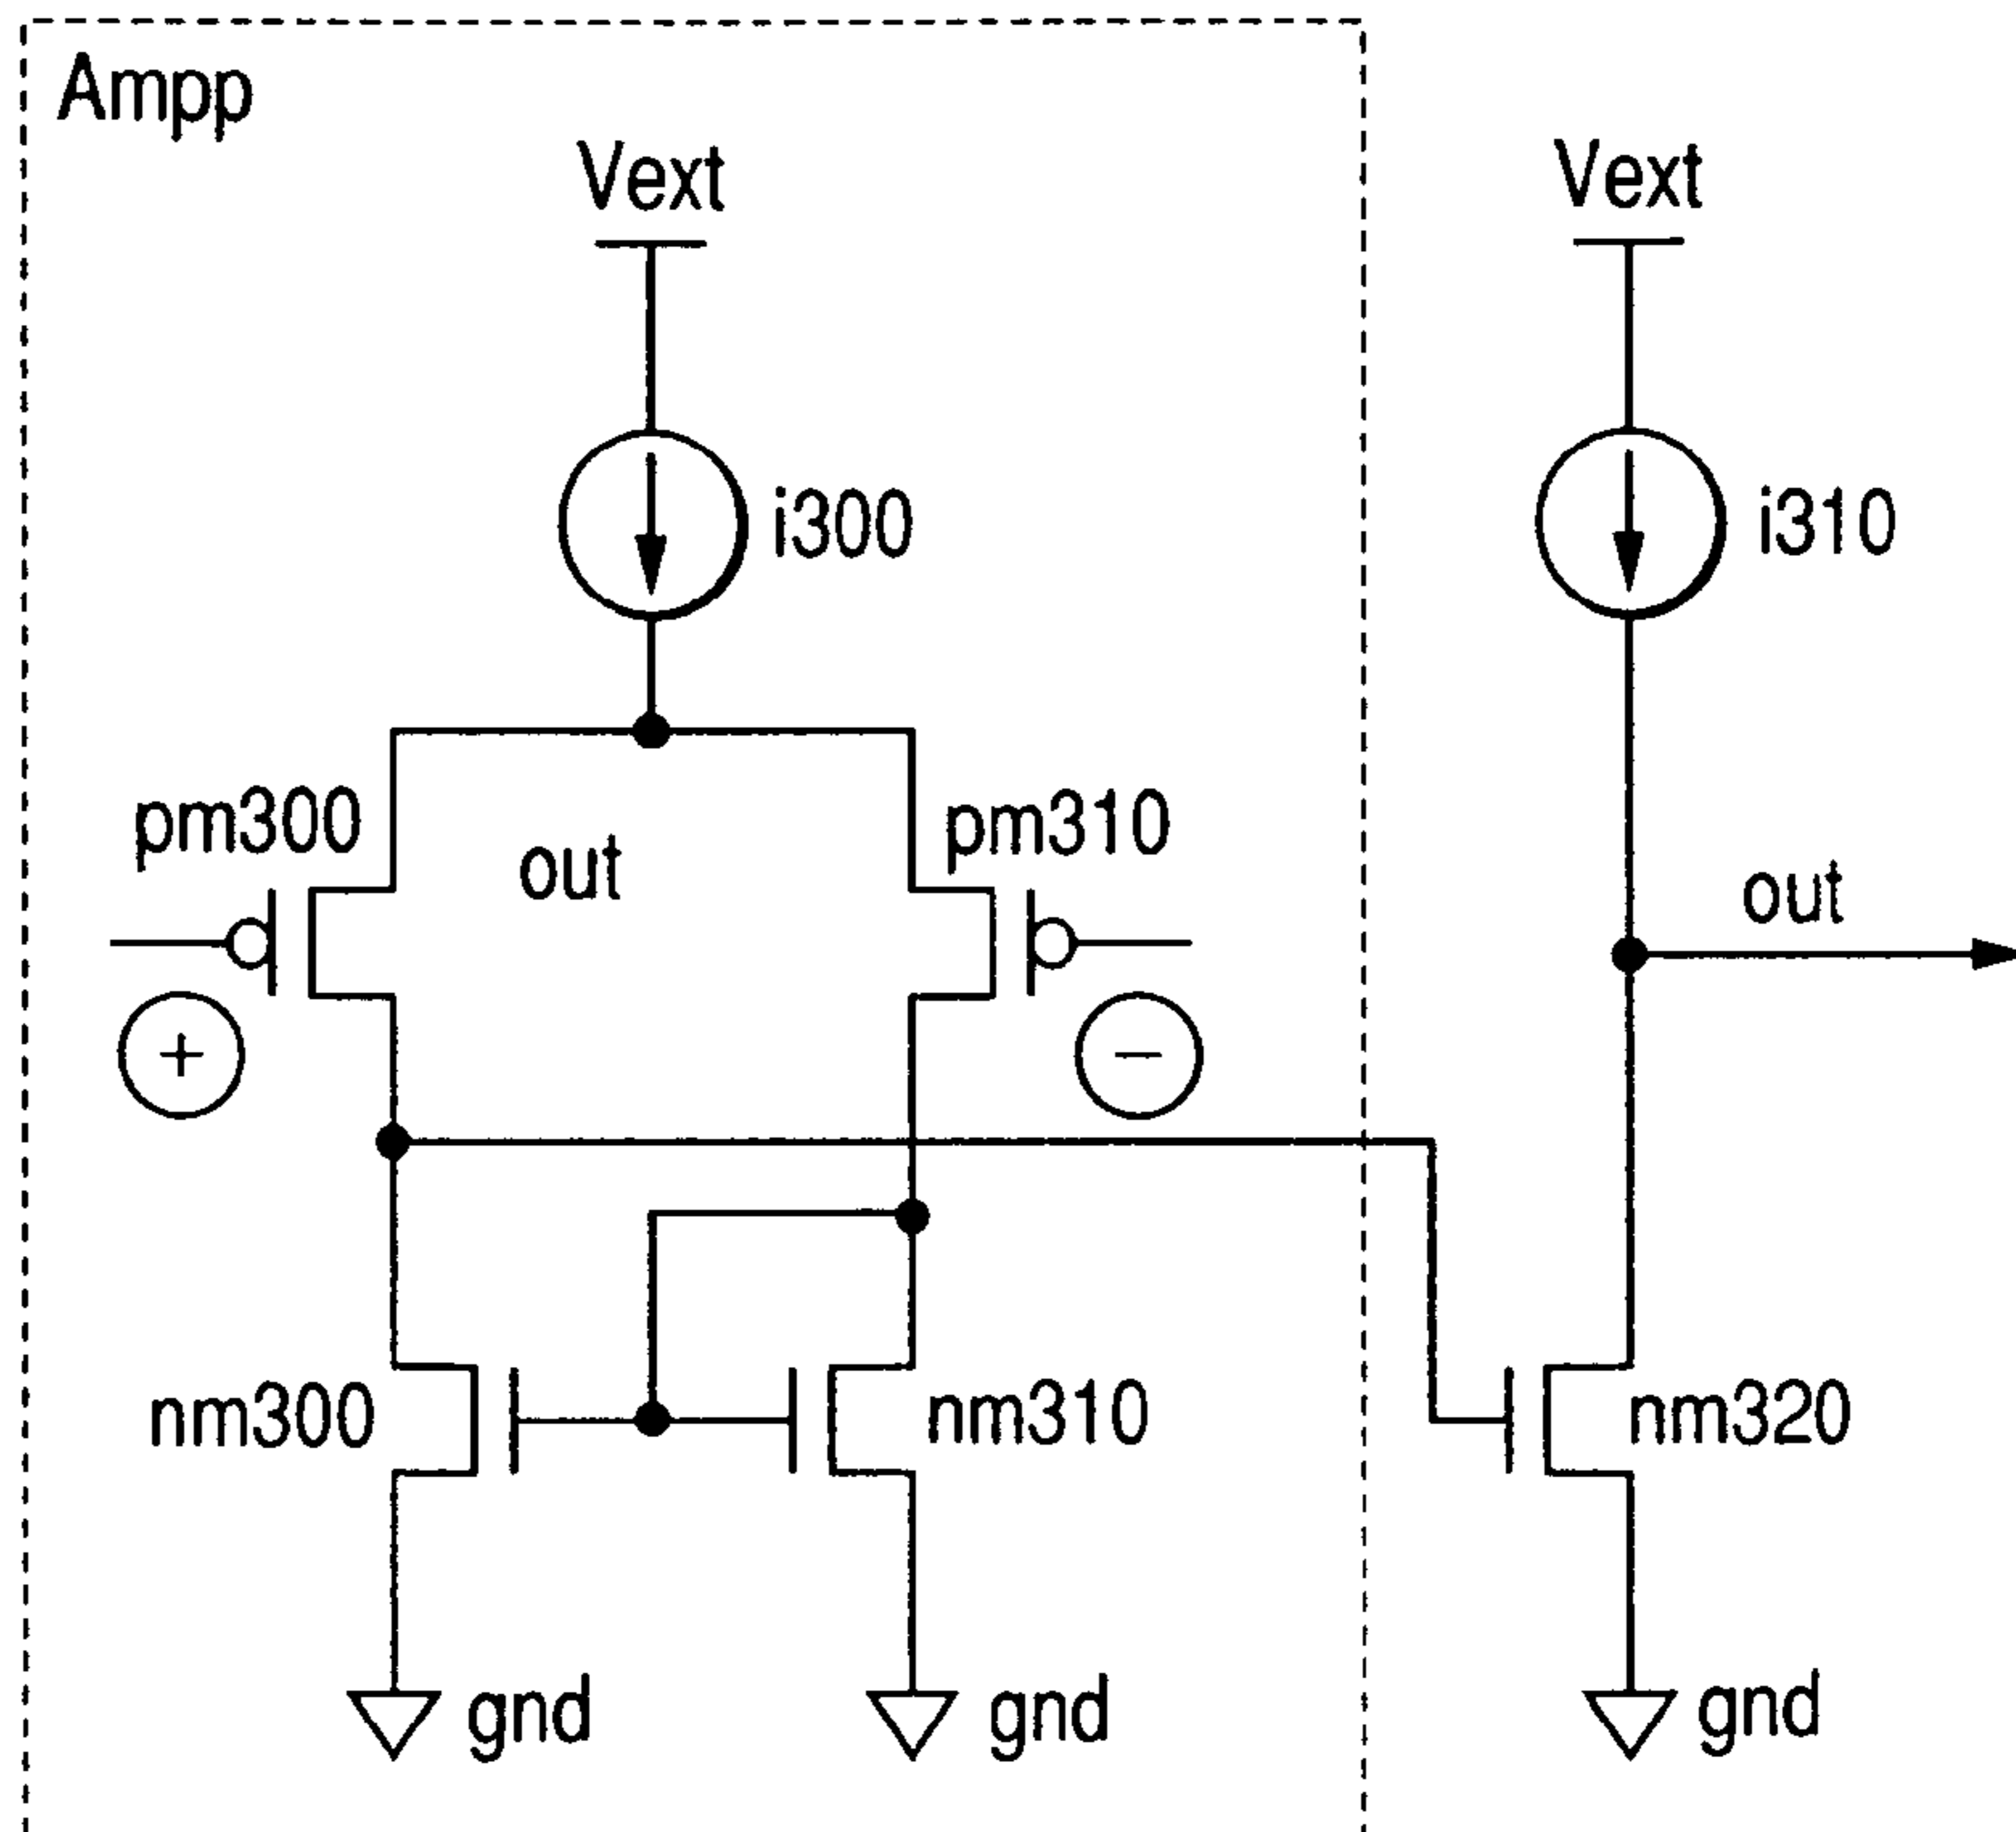 Ampp
Vext
Vext
i300
i310
pm300
out
pm310
out
+
−
nm300
nm310
nm320
gnd
gnd
gnd